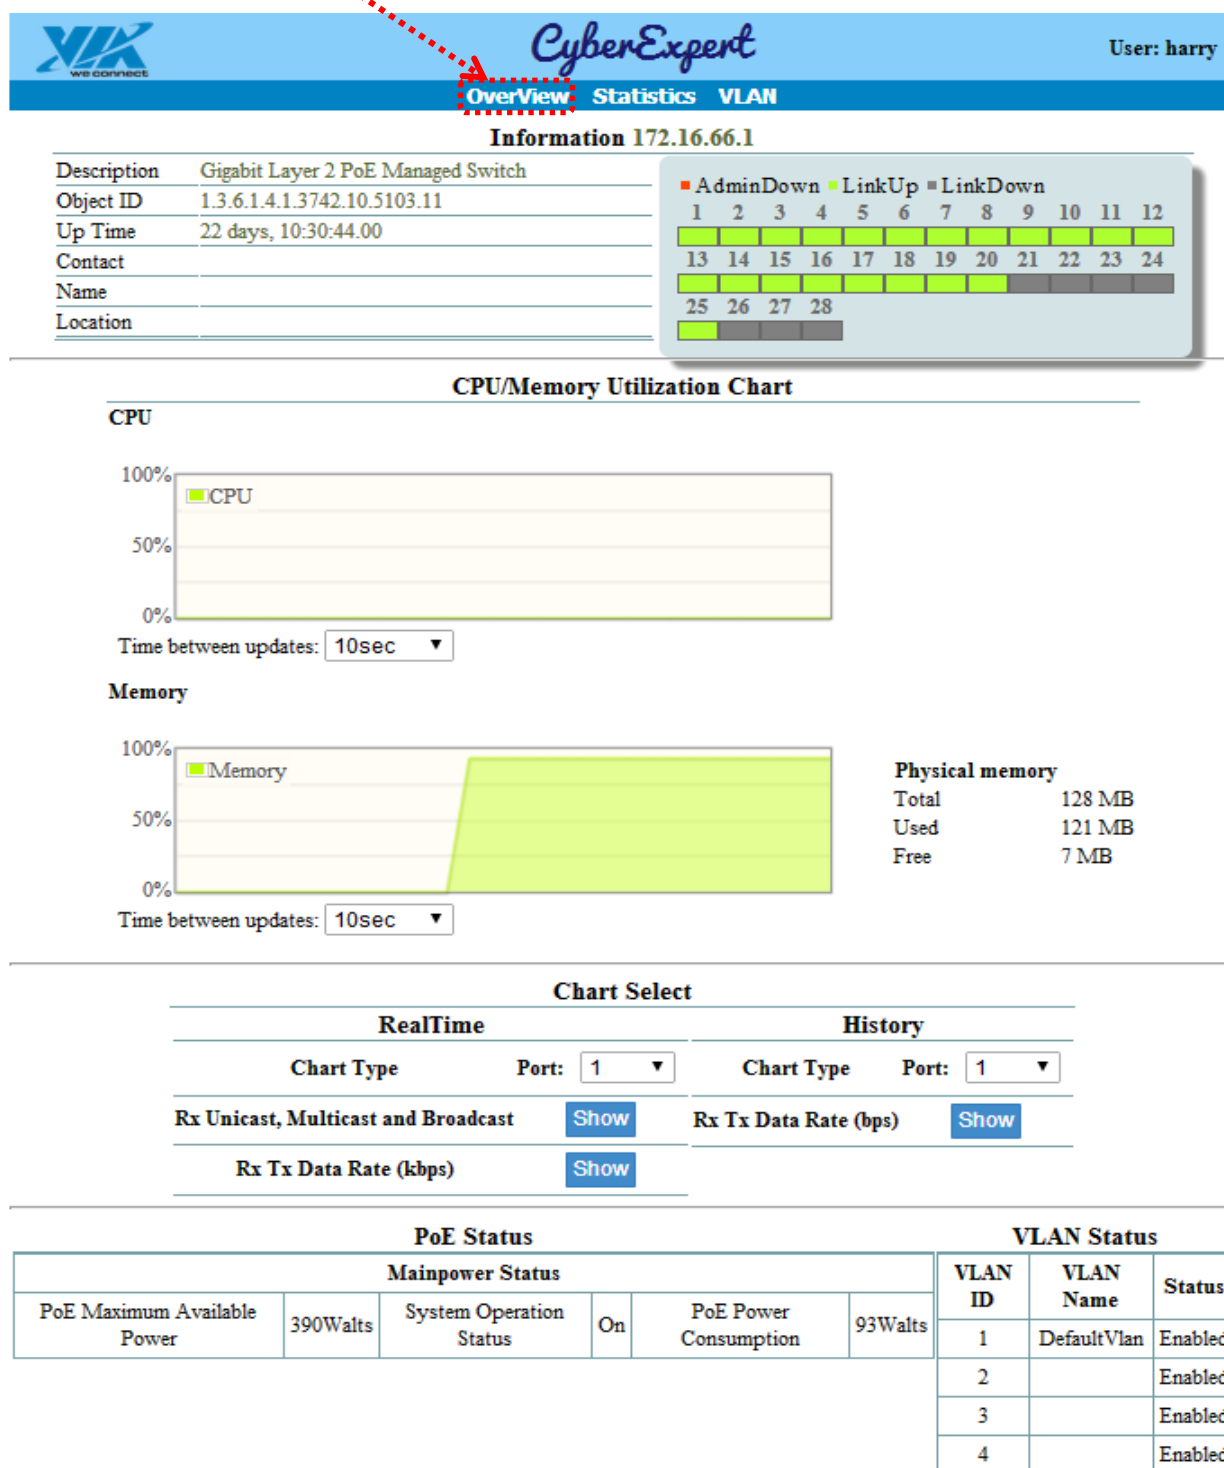 VIA
we connect
CyberExpert
User: harry
OverView Statistics VLAN
Information 172.16.66.1
Description Gigabit Layer 2 PoE Managed Switch
Object ID 1.3.6.1.4.1.3742.10.5103.11
Up Time 22 days, 10:30:44.00
Contact
Name
Location
AdminDown LinkUp LinkDown
1 2 3 4 5 6 7 8 9 10 11 12
13 14 15 16 17 18 19 20 21 22 23 24
25 26 27 28
CPU/Memory Utilization Chart
CPU
100%
CPU
50%
0%
Time between updates: 10sec
Memory
100%
Memory
50%
0%
Time between updates: 10sec
Physical memory
Total 128 MB
Used 121 MB
Free 7 MB
Chart Select
RealTime History
Chart Type Port: 1 Chart Type Port: 1
Rx Unicast, Multicast and Broadcast Show Rx Tx Data Rate (bps) Show
Rx Tx Data Rate (kbps) Show
PoE Status
Mainpower Status
PoE Maximum Available Power 390Walts System Operation Status On PoE Power Consumption 93Walts
VLAN Status
VLAN ID VLAN Name Status
1 DefaultVlan Enabled
2 Enabled
3 Enabled
4 Enabled